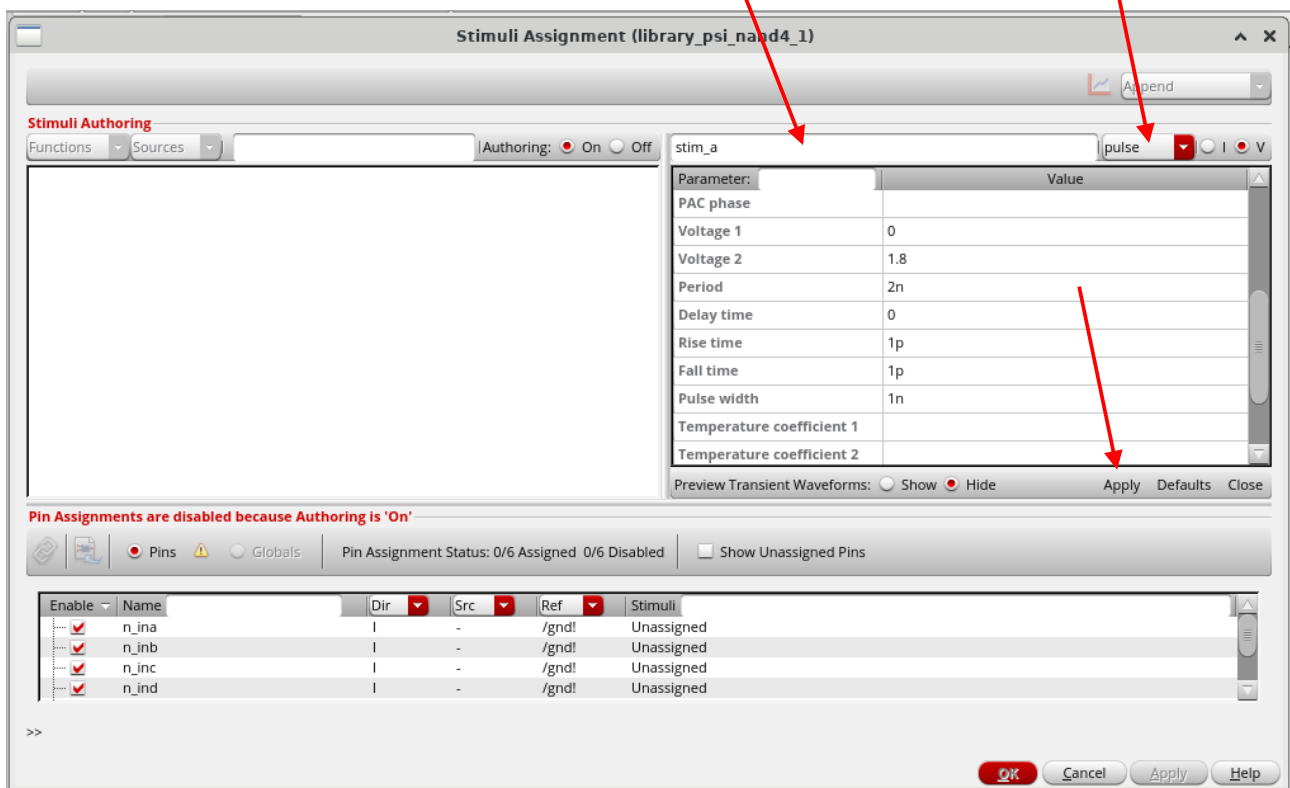 Stimuli Assignment (library_psi_nand4_1)
Append
Stimuli Authoring
Functions Sources Authoring: On Off stim_a pulse I V
Parameter: Value
PAC phase
Voltage 1 0
Voltage 2 1.8
Period 2n
Delay time 0
Rise time 1p
Fall time 1p
Pulse width 1n
Temperature coefficient 1
Temperature coefficient 2
Preview Transient Waveforms: Show Hide Apply Defaults Close
Pin Assignments are disabled because Authoring is 'On'
Pins Globals Pin Assignment Status: 0/6 Assigned 0/6 Disabled Show Unassigned Pins
Enable Name Dir Src Ref Stimuli
n_ina I - /gnd! Unassigned
n_inb I - /gnd! Unassigned
n_inc I - /gnd! Unassigned
n_ind I - /gnd! Unassigned
>>
OK Cancel Apply Help